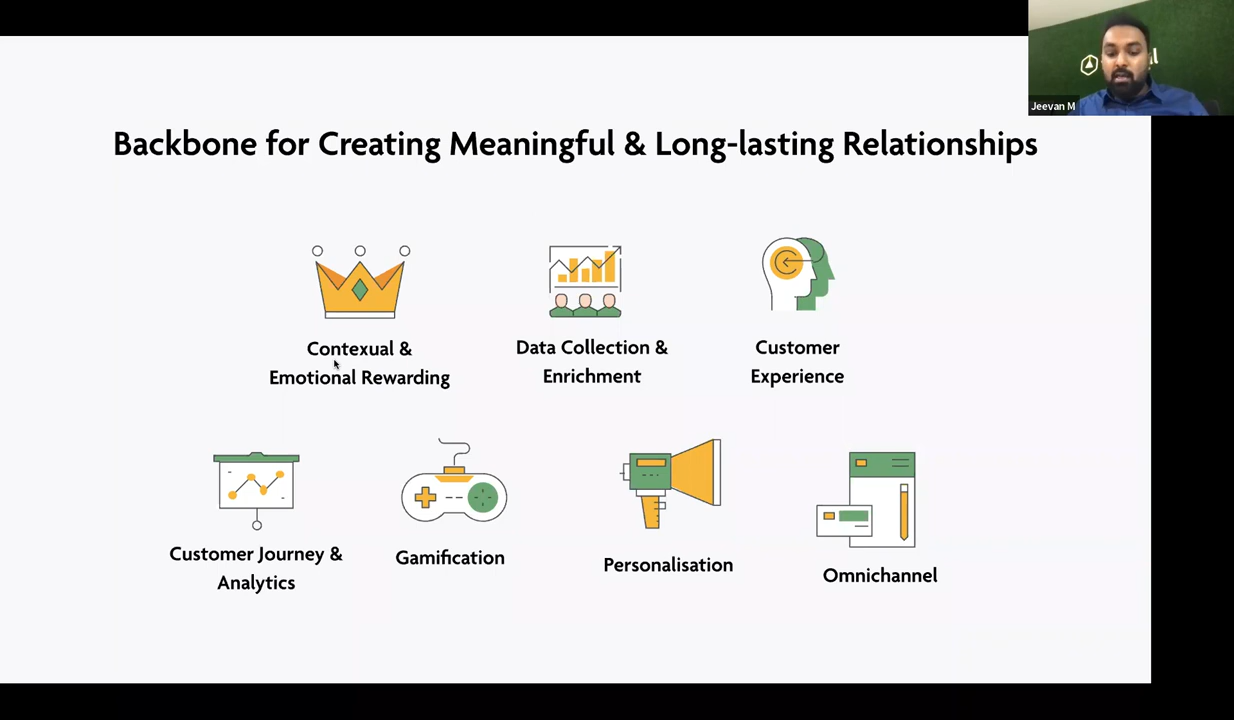 Jeevan M
Backbone for Creating Meaningful & Long-lasting Relationships
Contexual &
Emotional Rewarding
Data Collection &
Enrichment
Customer
Experience
Customer Journey &
Analytics
Gamification
Personalisation
Omnichannel